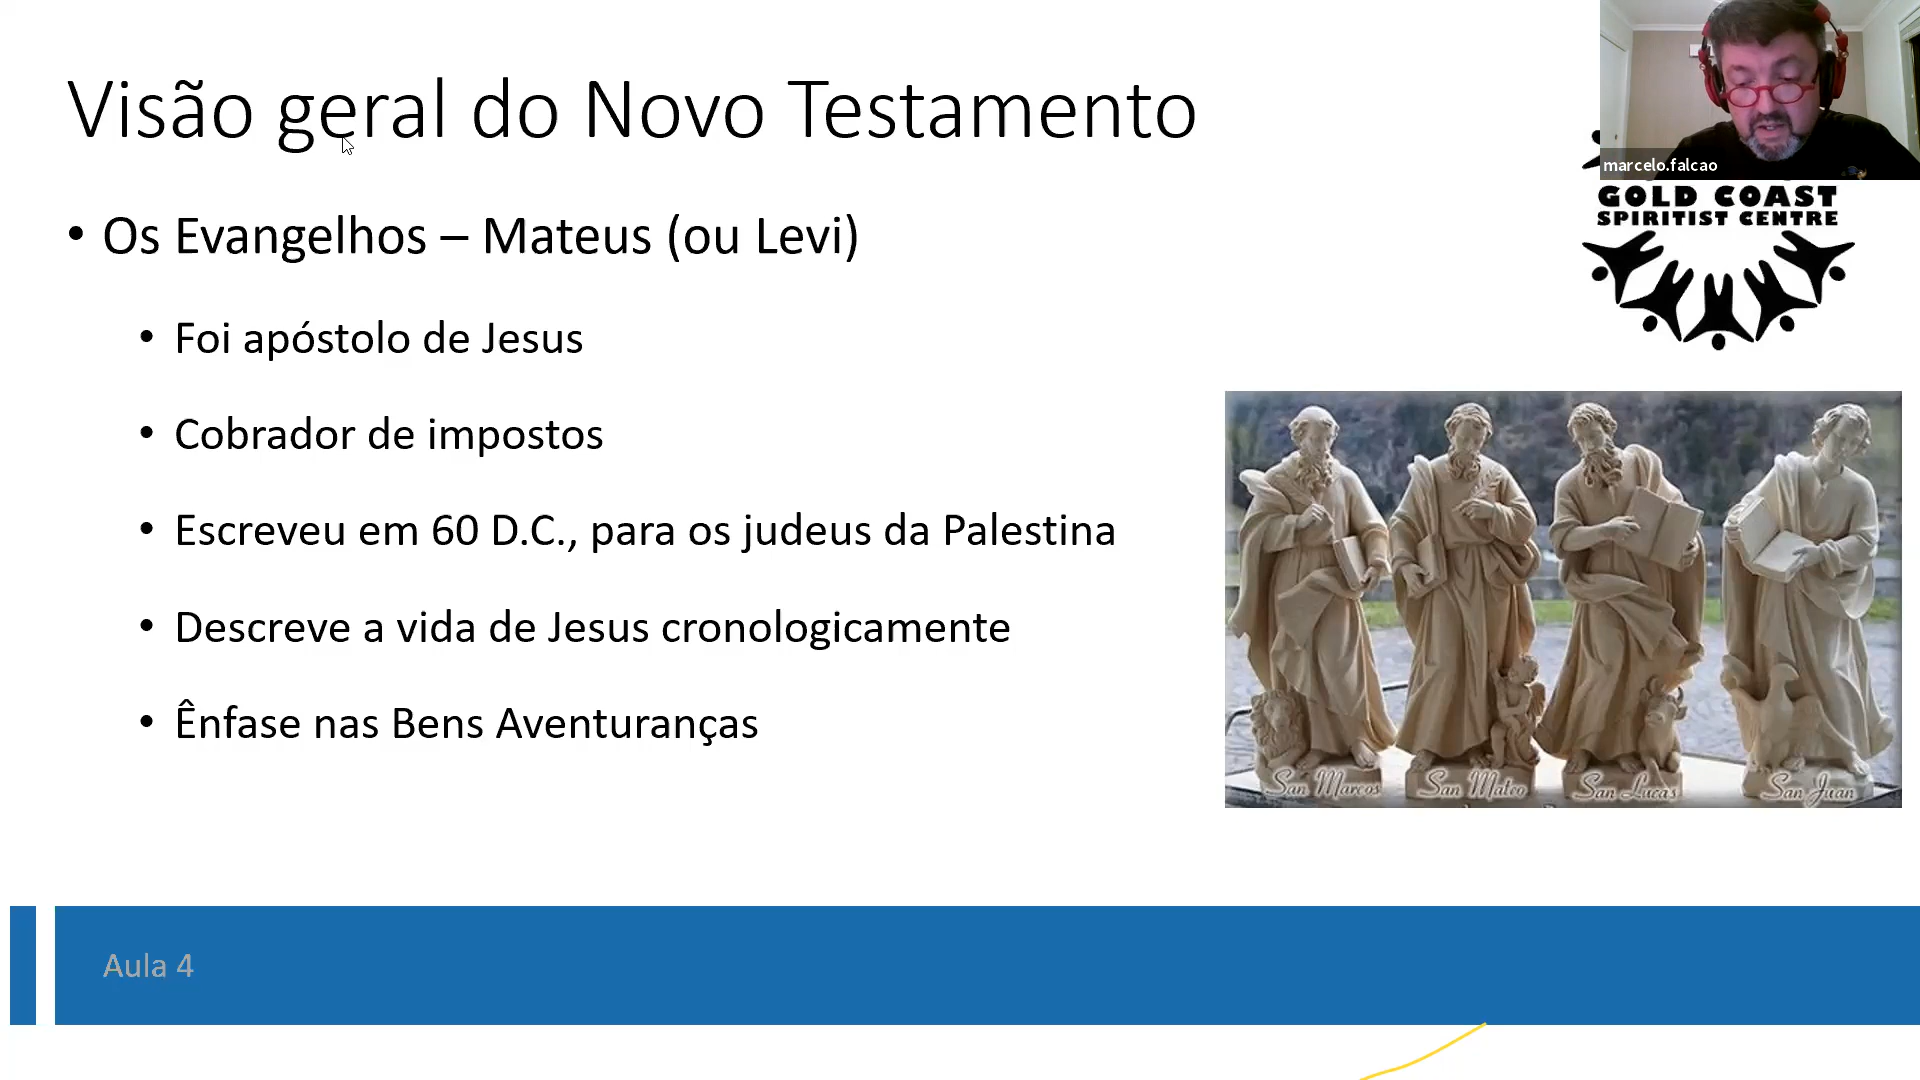 Visão geral do Novo Testamento
marcelo.falcao
GOLD COAST
SPIRITIST CENTRE
• Os Evangelhos – Mateus (ou Levi)
• Foi apóstolo de Jesus
• Cobrador de impostos
• Escreveu em 60 D.C., para os judeus da Palestina
• Descreve a vida de Jesus cronologicamente
• Ênfase nas Bens Aventuranças
San Marcos
San Mateo
San Lucas
San Juan
Aula 4